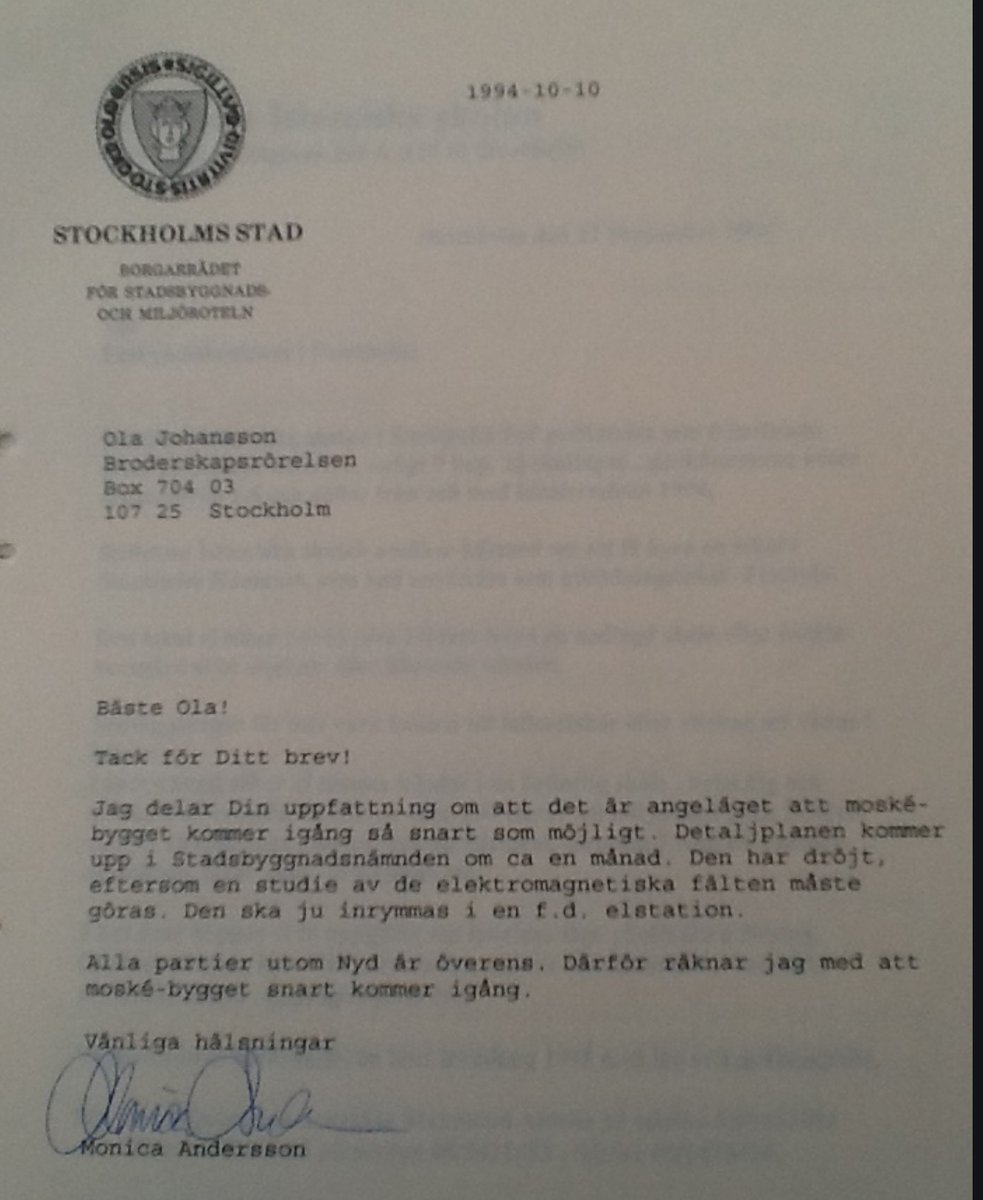 SIGILLVM·CIVITATIS·STOCKHOLMENSIS
1994-10-10
STOCKHOLMS STAD
BORGARRÅDET
FÖR STADSBYGGNADS-
OCH MILJÖROTELN
Ola Johansson
Broderskapsrörelsen
Box 704 03
107 25  Stockholm
Bäste Ola!
Tack för Ditt brev!
Jag delar Din uppfattning om att det är angeläget att moské-
bygget kommer igång så snart som möjligt. Detaljplanen kommer
upp i Stadsbyggnadsnämnden om ca en månad. Den har dröjt,
eftersom en studie av de elektromagnetiska fälten måste
göras. Den ska ju inrymmas i en f.d. elstation.
Alla partier utom Nyd är överens. Därför räknar jag med att
moské-bygget snart kommer igång.
Vänliga hälsningar
Monica Andersson